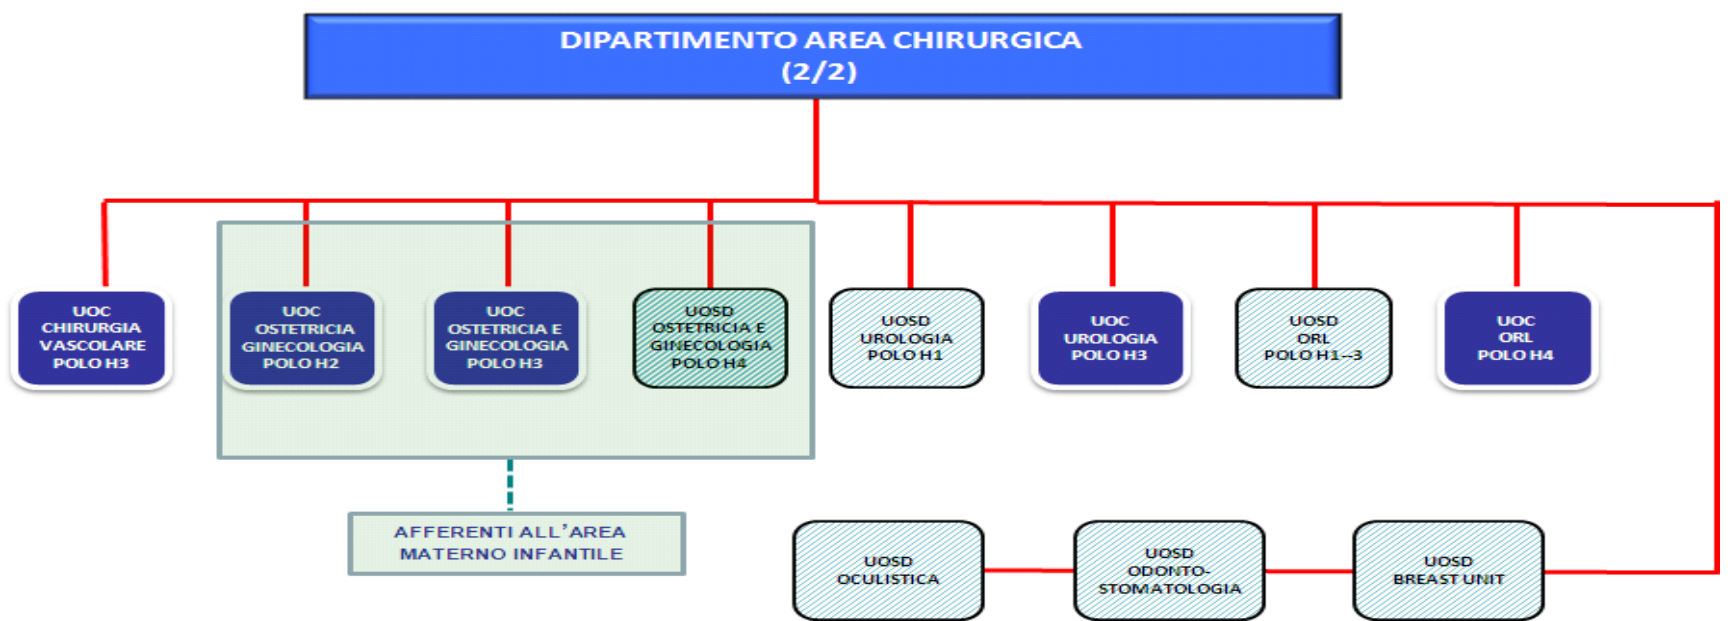 DIPARTIMENTO AREA CHIRURGICA
(2/2)
UOC
CHIRURGIA
VASCOLARE
POLO H3
UOC
OSTETRICIA
GINECOLOGIA
POLO H2
UOC
OSTETRICIA E
GINECOLOGIA
POLO H3
UOSD
OSTETRICIA E
GINECOLOGIA
POLO H4
UOSD
UROLOGIA
POLO H1
UOC
UROLOGIA
POLO H3
UOSD
ORL
POLO H1--3
UOC
ORL
POLO H4
AFFERENTI ALL'AREA
MATERNO INFANTILE
UOSD
OCULISTICA
UOSD
ODONTO-
STOMATOLOGIA
UOSD
BREAST UNIT